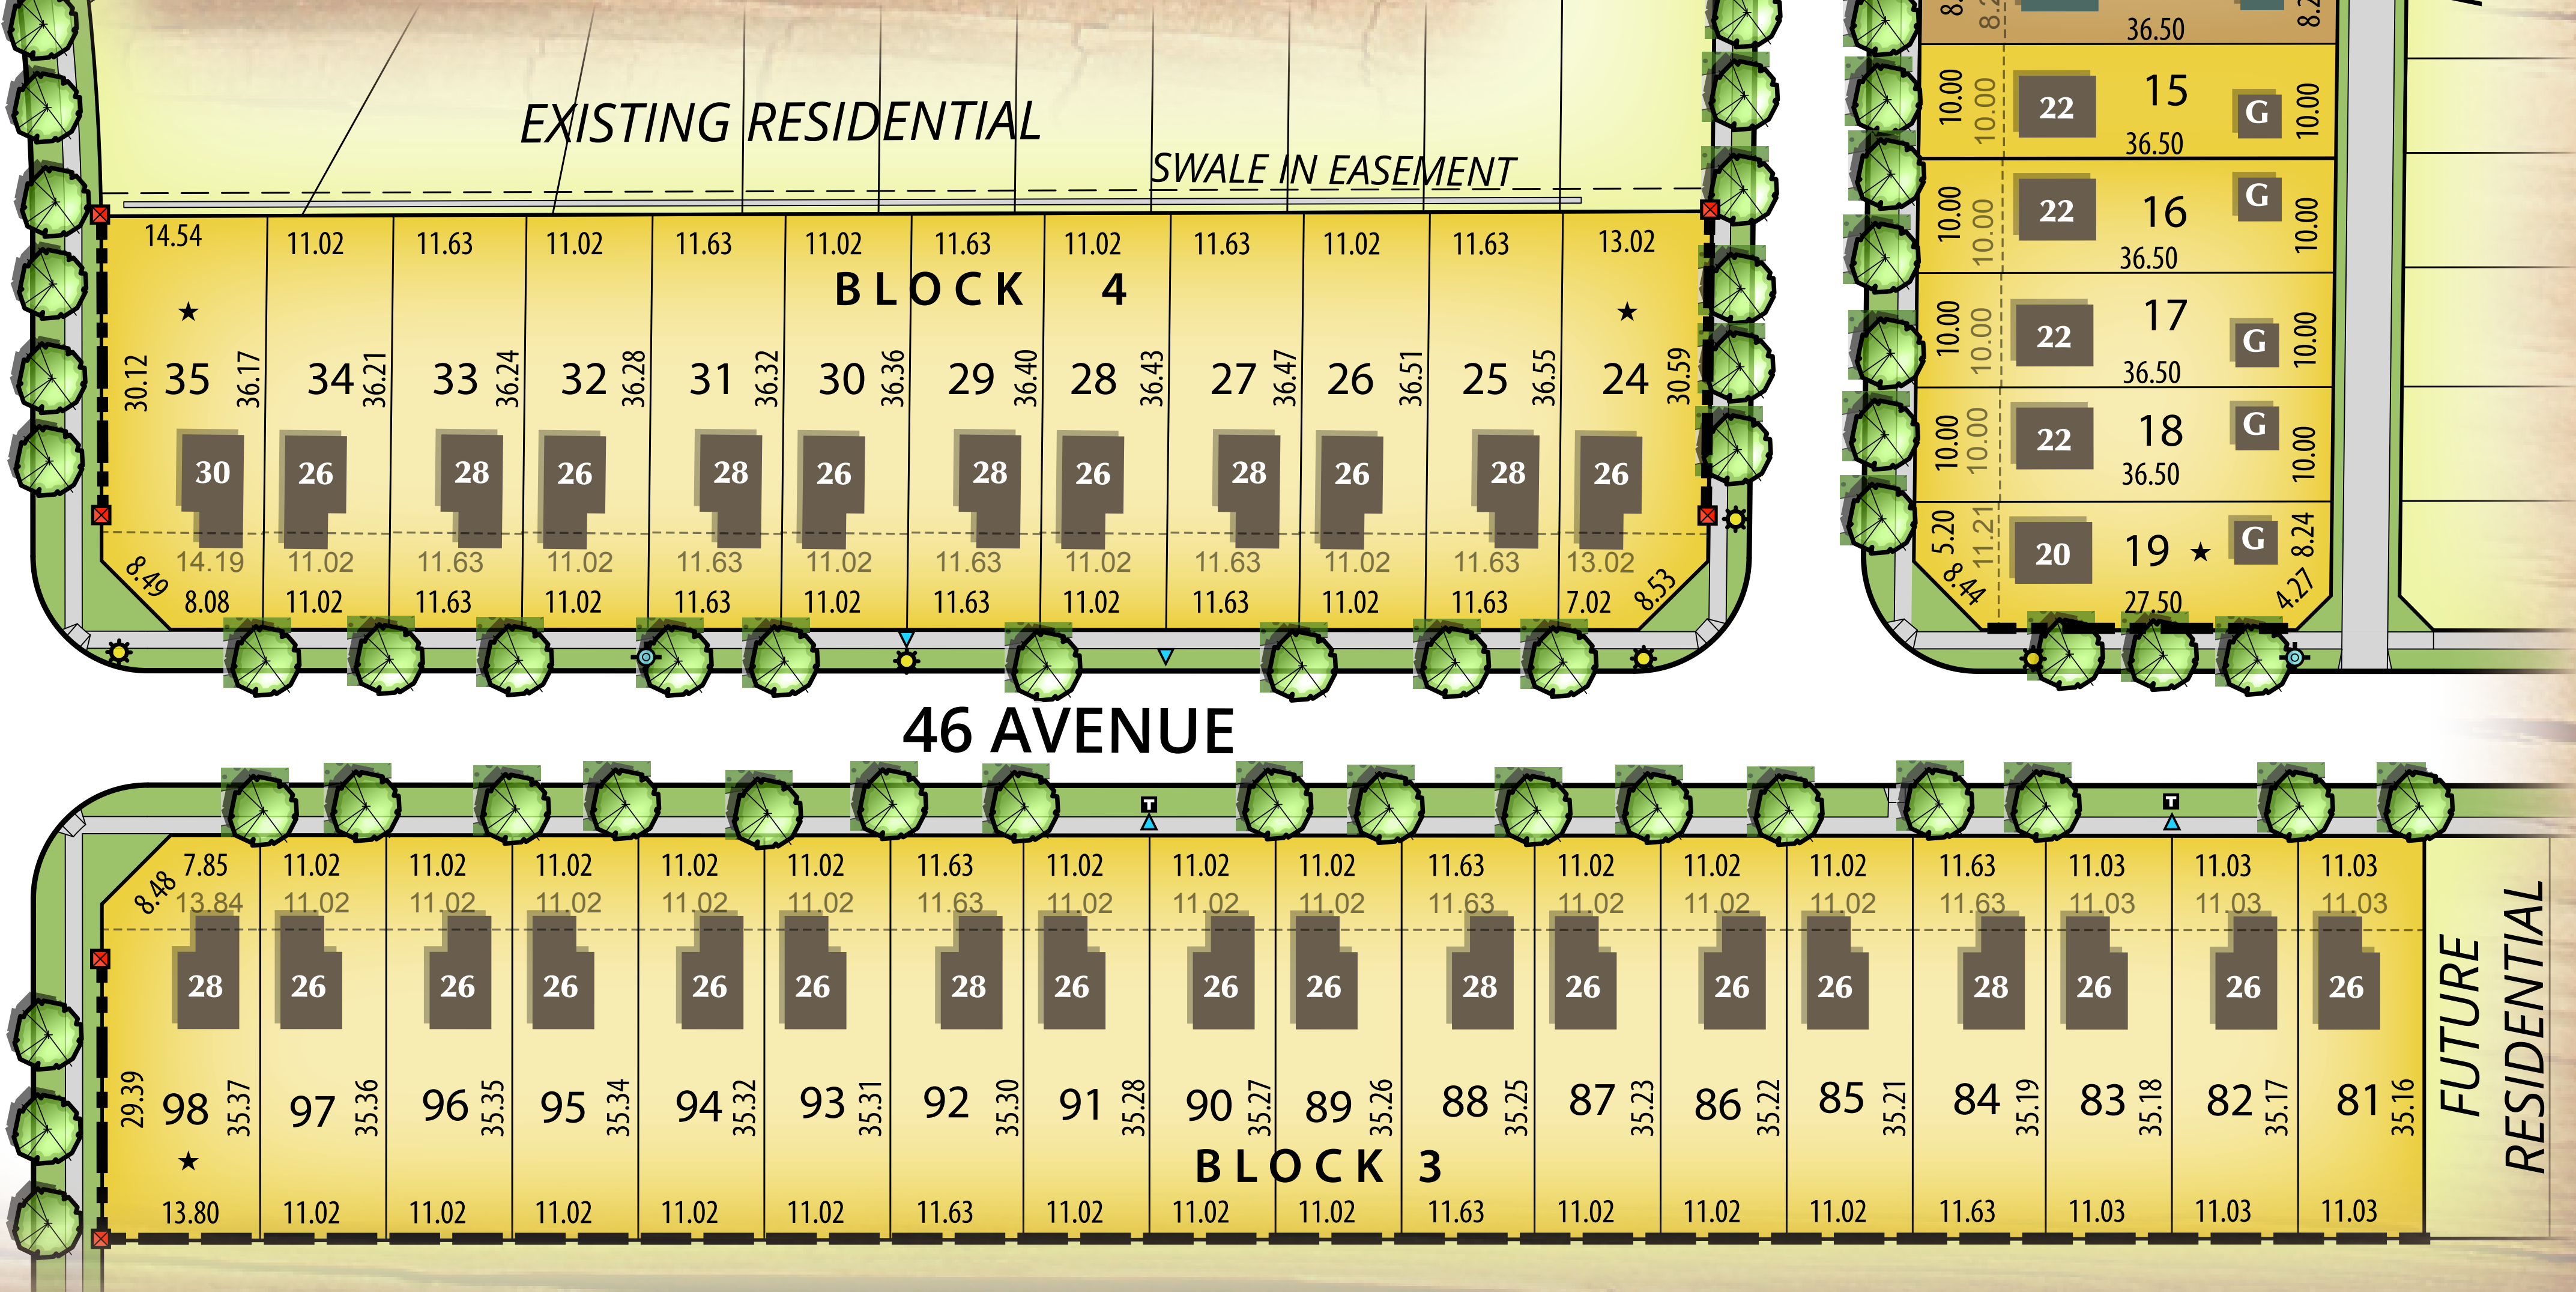 36.50
EXISTING RESIDENTIAL
SWALE IN EASEMENT
10.00 10.00 22 15 G 10.00
36.50
10.00 10.00 22 16 G 10.00
36.50
10.00 10.00 22 17 G 10.00
36.50
10.00 10.00 22 18 G 10.00
36.50
5.20 11.21 20 19 ★ G 8.24
8.44 27.50 4.27
14.54 11.02 11.63 11.02 11.63 11.02 11.63 11.02 11.63 11.02 11.63 13.02
BLOCK 4
★ ★
30.12 35 36.17 34 36.21 33 36.24 32 36.28 31 36.32 30 36.36 29 36.40 28 36.43 27 36.47 26 36.51 25 36.55 24 30.59
30 26 28 26 28 26 28 26 28 26 28 26
14.19 11.02 11.63 11.02 11.63 11.02 11.63 11.02 11.63 11.02 11.63 13.02
8.49 8.08 11.02 11.63 11.02 11.63 11.02 11.63 11.02 11.63 11.02 11.63 7.02 8.53
46 AVENUE
T T
8.48 7.85 11.02 11.02 11.02 11.02 11.02 11.63 11.02 11.02 11.02 11.63 11.02 11.02 11.02 11.63 11.03 11.03 11.03
13.84 11.02 11.02 11.02 11.02 11.02 11.63 11.02 11.02 11.02 11.63 11.02 11.02 11.02 11.63 11.03 11.03 11.03
28 26 26 26 26 26 28 26 26 26 28 26 26 26 28 26 26 26
29.39 98 35.37 97 35.36 96 35.35 95 35.34 94 35.32 93 35.31 92 35.30 91 35.28 90 35.27 89 35.26 88 35.25 87 35.23 86 35.22 85 35.21 84 35.19 83 35.18 82 35.17 81 35.16
★
BLOCK 3
13.80 11.02 11.02 11.02 11.02 11.02 11.63 11.02 11.02 11.02 11.63 11.02 11.02 11.02 11.63 11.03 11.03 11.03
FUTURE
RESIDENTIAL